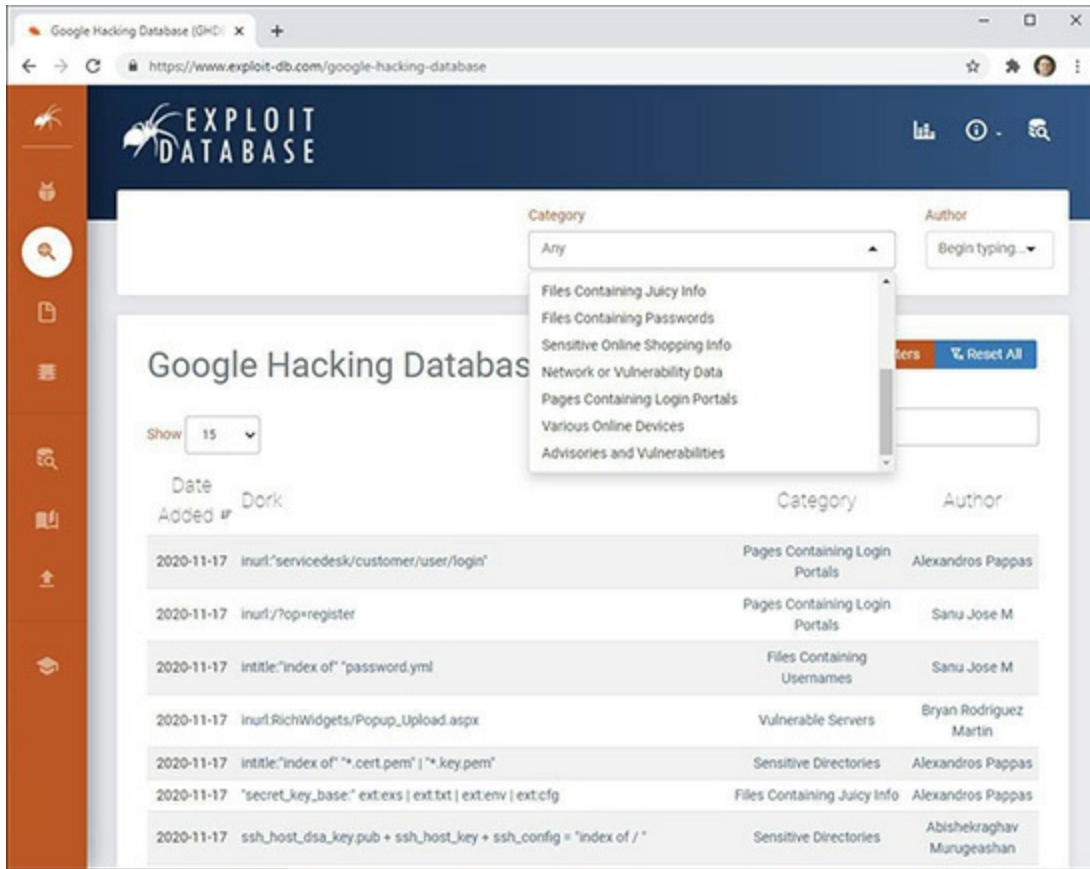 Google Hacking Database (GHD
https://www.exploit-db.com/google-hacking-database
EXPLOIT
DATABASE
Category
Author
Any
Begin typing...
Files Containing Juicy Info
Files Containing Passwords
Sensitive Online Shopping Info
Network or Vulnerability Data
Pages Containing Login Portals
Various Online Devices
Advisories and Vulnerabilities
Google Hacking Databas
ters
Reset All
Show 15
Date Added Dork Category Author
2020-11-17 inurl:"servicedesk/customer/user/login" Pages Containing Login Portals Alexandros Pappas
2020-11-17 inurl:/?op=register Pages Containing Login Portals Sanu Jose M
2020-11-17 intitle:"index of" "password.yml Files Containing Usernames Sanu Jose M
2020-11-17 inurl:RichWidgets/Popup_Upload.aspx Vulnerable Servers Bryan Rodriguez Martin
2020-11-17 intitle:"index of" "*.cert.pem" | "*.key.pem" Sensitive Directories Alexandros Pappas
2020-11-17 "secret_key_base:" ext:exs | ext:txt | ext:env | ext:cfg Files Containing Juicy Info Alexandros Pappas
2020-11-17 ssh_host_dsa_key.pub + ssh_host_key + ssh_config = "index of / " Sensitive Directories Abishekraghav Murugeashan